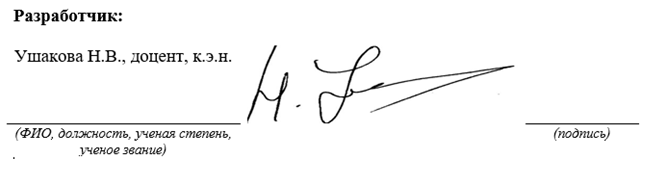 Разработчик:
Ушакова Н.В., доцент, к.э.н.
(ФИО, должность, ученая степень, (подпись)
ученое звание)